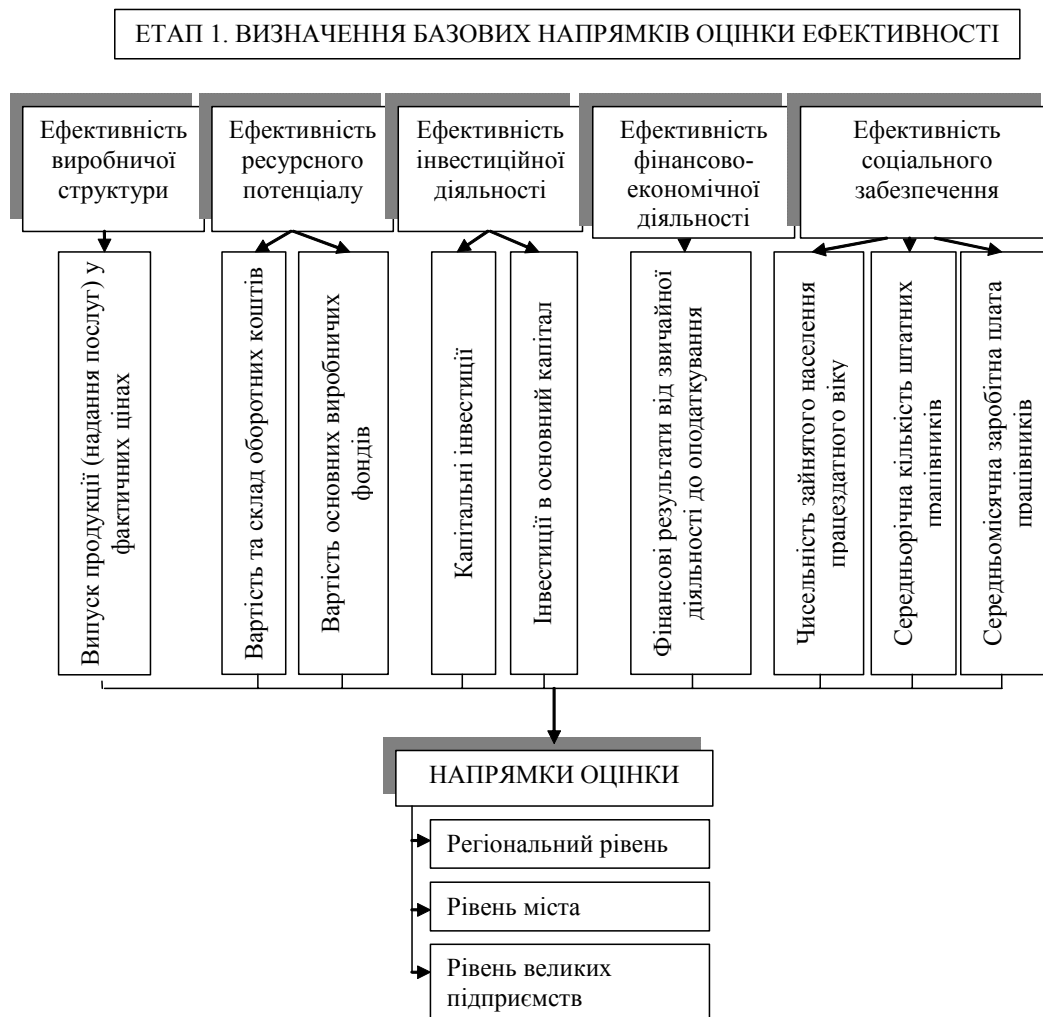 ЕТАП 1. ВИЗНАЧЕННЯ БАЗОВИХ НАПРЯМКІВ ОЦІНКИ ЕФЕКТИВНОСТІ
Ефективність
виробничої
структури
Ефективність
ресурсного
потенціалу
Ефективність
інвестиційної
діяльності
Ефективність
фінансово-
економічної
діяльності
Ефективність
соціального
забезпечення
Випуск продукції (надання послуг) у
фактичних цінах
Вартість та склад оборотних коштів
Вартість основних виробничих
фондів
Капітальні інвестиції
Інвестиції в основний капітал
Фінансові результати від звичайної
діяльності до оподаткування
Чисельність зайнятого населення
працездатного віку
Середньорічна кількість штатних
працівників
Середньомісячна заробітна плата
працівників
НАПРЯМКИ ОЦІНКИ
Регіональний рівень
Рівень міста
Рівень великих
підприємств